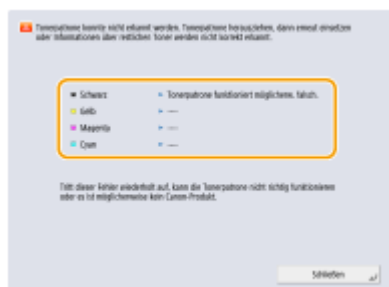 Tonerpatrone konnte nicht erkannt werden. Tonerpatrone herausziehen, dann erneut einsetzen
oder Informationen über restlichen Toner werden nicht korrekt erkannt.
Schwarz ► Tonerpatrone funktioniert möglicherw. falsch.
Gelb ► ----
Magenta ► ----
Cyan ► ----
Tritt dieser Fehler wiederholt auf, kann die Tonerpatrone nicht richtig funktionieren
oder es ist möglicherweise kein Canon-Produkt.
Schließen